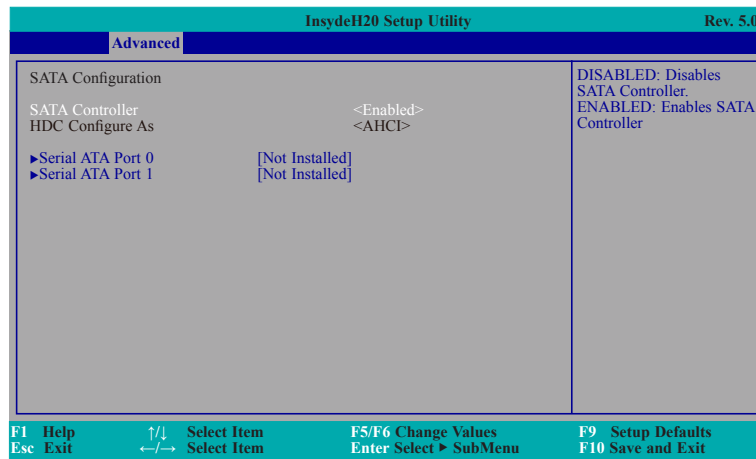 InsydeH20 Setup Utility Rev. 5.0
Advanced
SATA Configuration
SATA Controller <Enabled>
HDC Configure As <AHCI>
▶Serial ATA Port 0 [Not Installed]
▶Serial ATA Port 1 [Not Installed]
DISABLED: Disables
SATA Controller.
ENABLED: Enables SATA
Controller
F1 Help ↑/↓ Select Item F5/F6 Change Values F9 Setup Defaults
Esc Exit ←/→ Select Item Enter Select ▶ SubMenu F10 Save and Exit